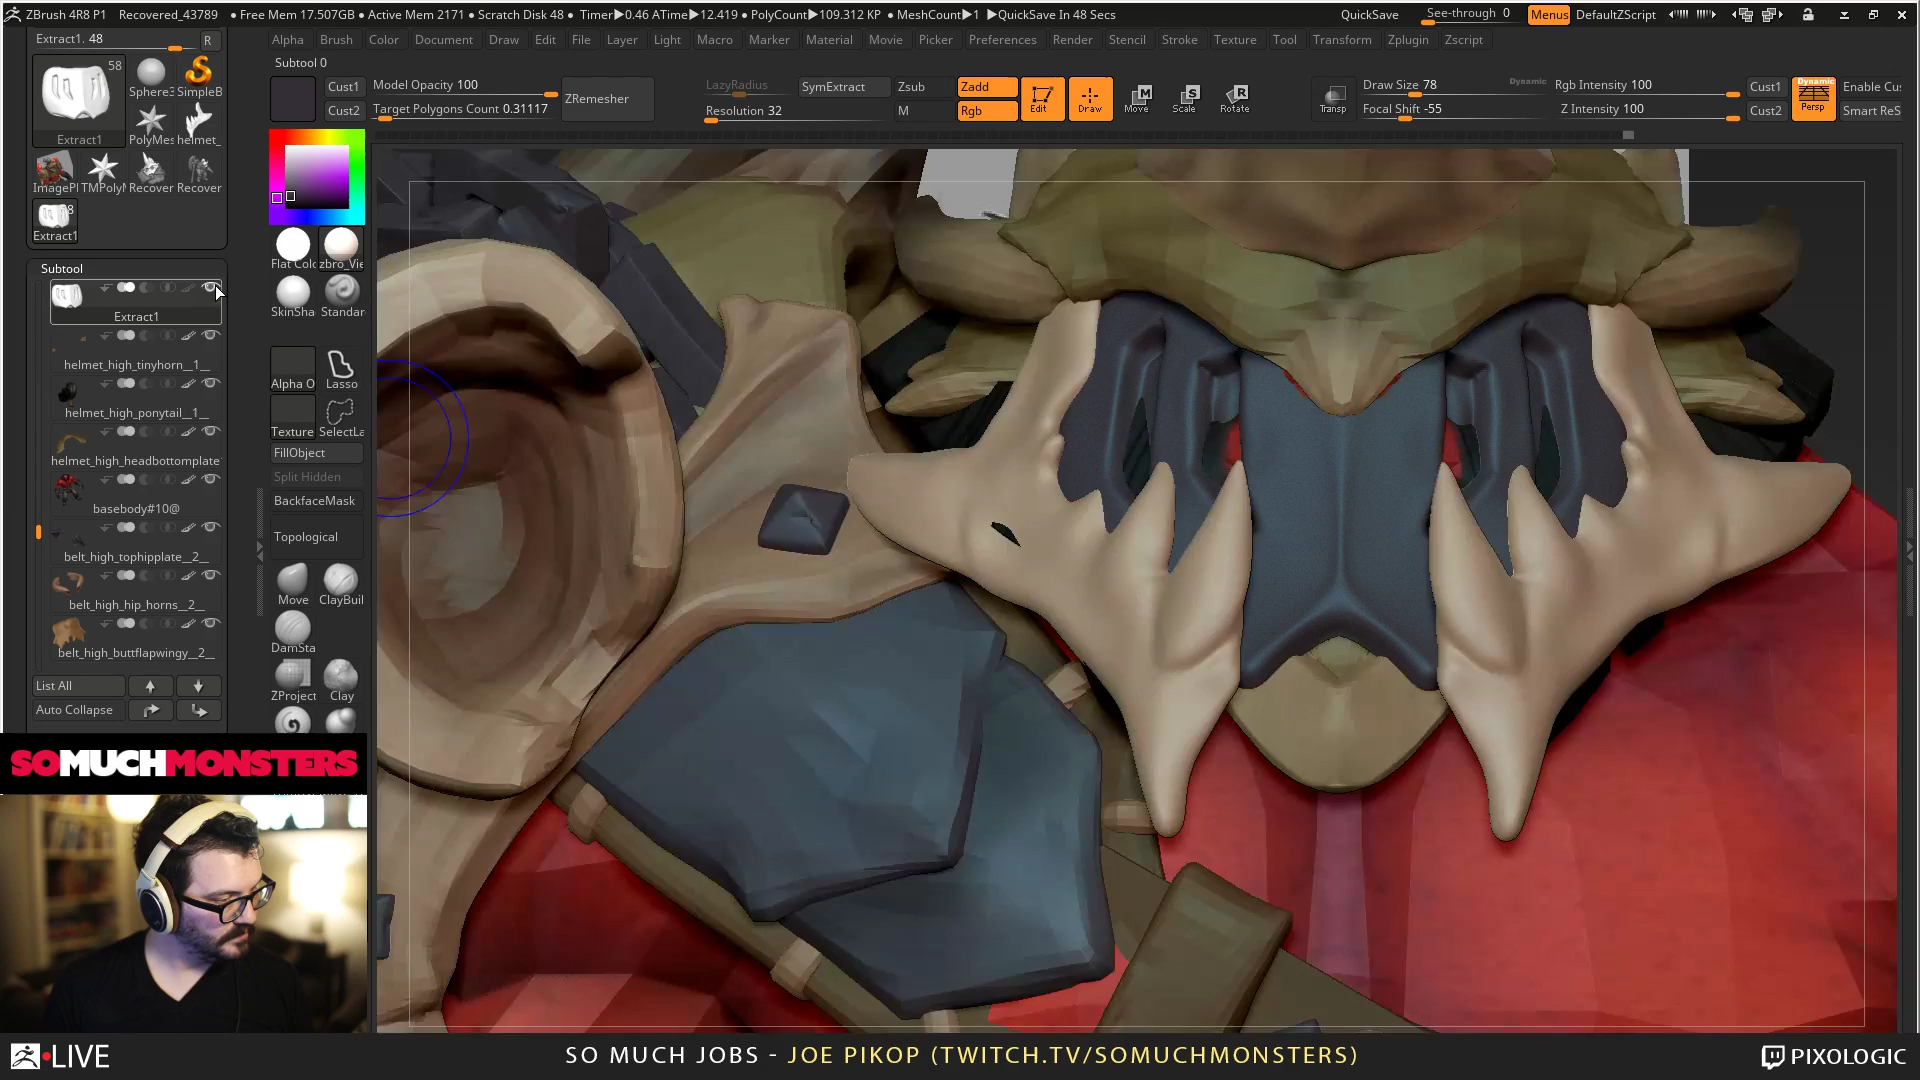 ZBrush 4R8 P1 Recovered_43789 • Free Mem 17.507GB • Active Mem 2171 • Scratch Disk 48 • Timer▶0.46 ATime▶12.419 • PolyCount▶109.312 KP • MeshCount▶1 ▶QuickSave In 48 Secs QuickSave See-through 0 Menus DefaultZScript
Alpha Brush Color Document Draw Edit File Layer Light Macro Marker Material Movie Picker Preferences Render Stencil Stroke Texture Tool Transform Zplugin Zscript
Extract1. 48 R
Subtool 0
Cust1 Model Opacity 100 ZRemesher LazyRadius SymExtract Zsub Zadd Draw Size 78 Dynamic Rgb Intensity 100 Cust1 Dynamic Enable Cu
Cust2 Target Polygons Count 0.31117 Resolution 32 M Rgb Edit Draw Move Scale Rotate Transp Focal Shift -55 Z Intensity 100 Cust2 Persp Smart ReS
58
Sphere3 SimpleB
Extract1 PolyMes helmet_
ImagePl TMPolyM Recover Recover
Extract1
Subtool
Extract1
helmet_high_tinyhorn__1__
helmet_high_ponytail__1__
helmet_high_headbottomplate
basebody#10@
belt_high_tophipplate__2__
belt_high_hip_horns__2__
belt_high_buttflapwingy__2__
List All
Auto Collapse
Flat Colo zbro_Vie
SkinSha Standar
Alpha O Lasso
Texture SelectLa
FillObject
Split Hidden
BackfaceMask
Topological
Move ClayBuil
DamSta
ZProject Clay
SOMUCHMONSTERS
LIVE
SO MUCH JOBS - JOE PIKOP (TWITCH.TV/SOMUCHMONSTERS)
PIXOLOGIC